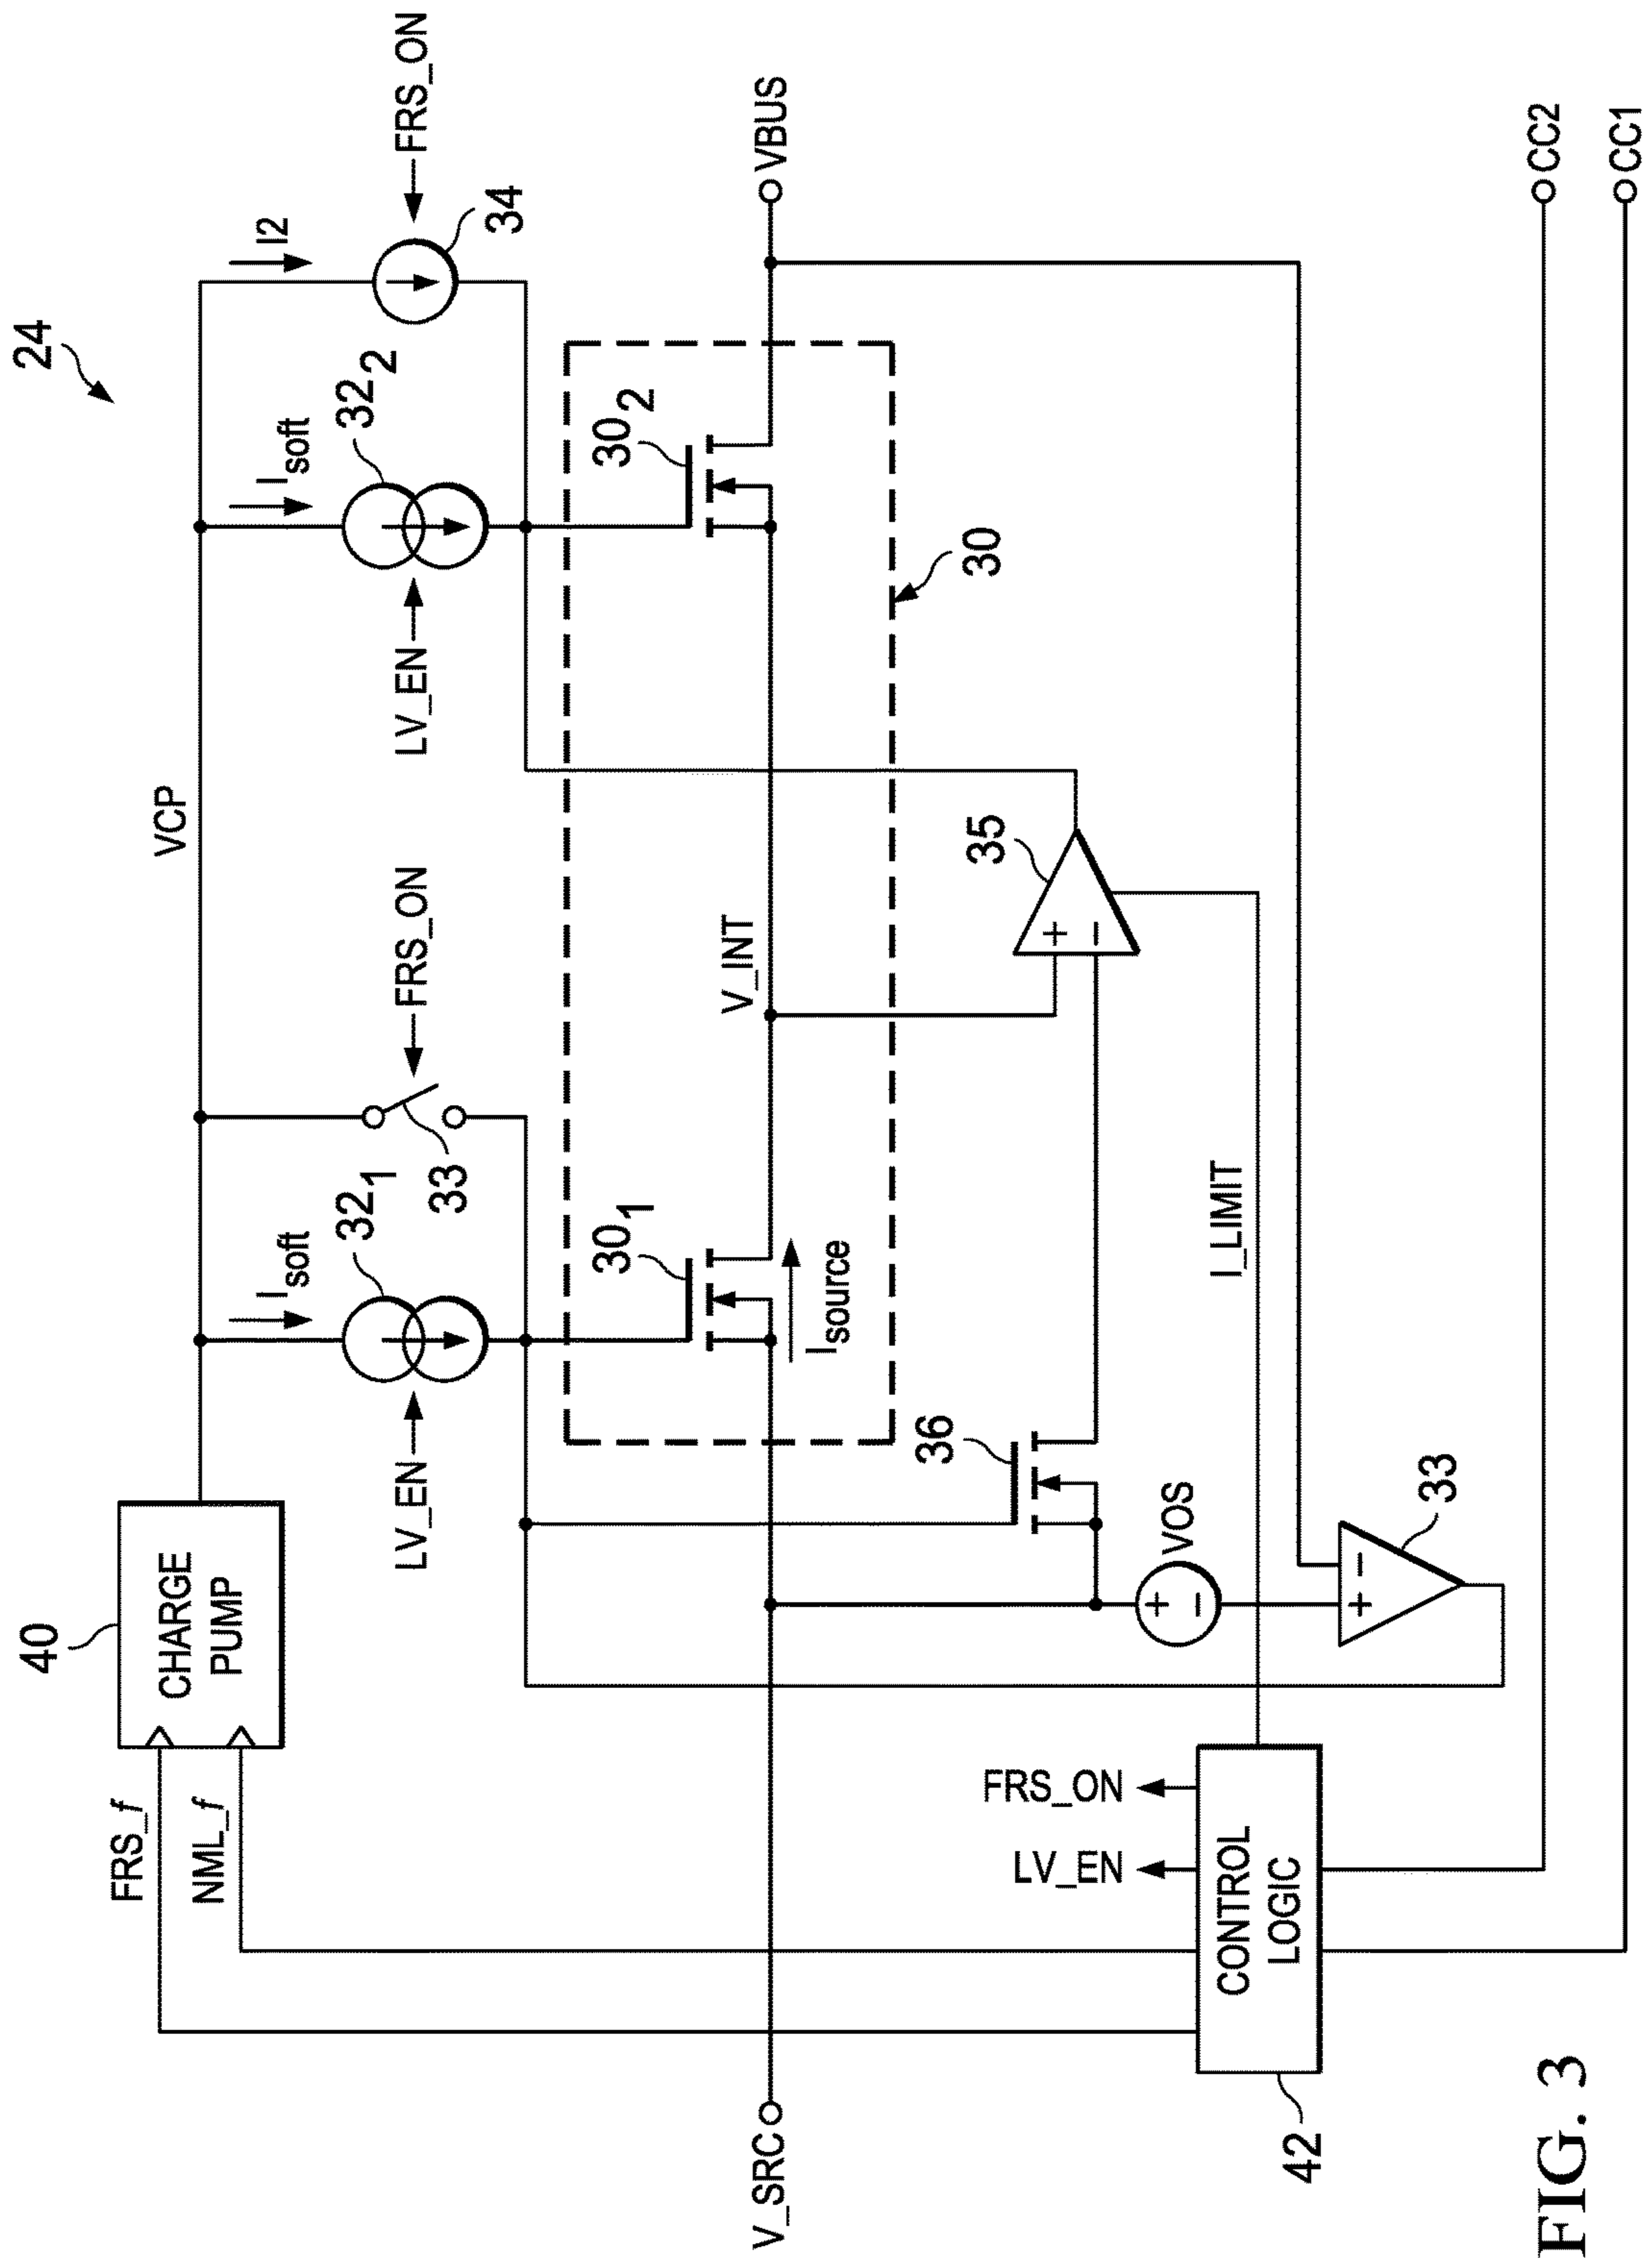 24
40
CHARGE
PUMP
FRS_f
NML_f
VCP
Isoft
32₁
LV_EN
33
FRS_ON
Isoft
32₂
LV_EN
I2
34
FRS_ON
30₁
30₂
30
V_SRC
Isource
V_INT
VBUS
36
35
+
−
VOS
+
−
33
+
−
I_LIMIT
FRS_ON
LV_EN
CONTROL
LOGIC
42
CC2
CC1
FIG. 3